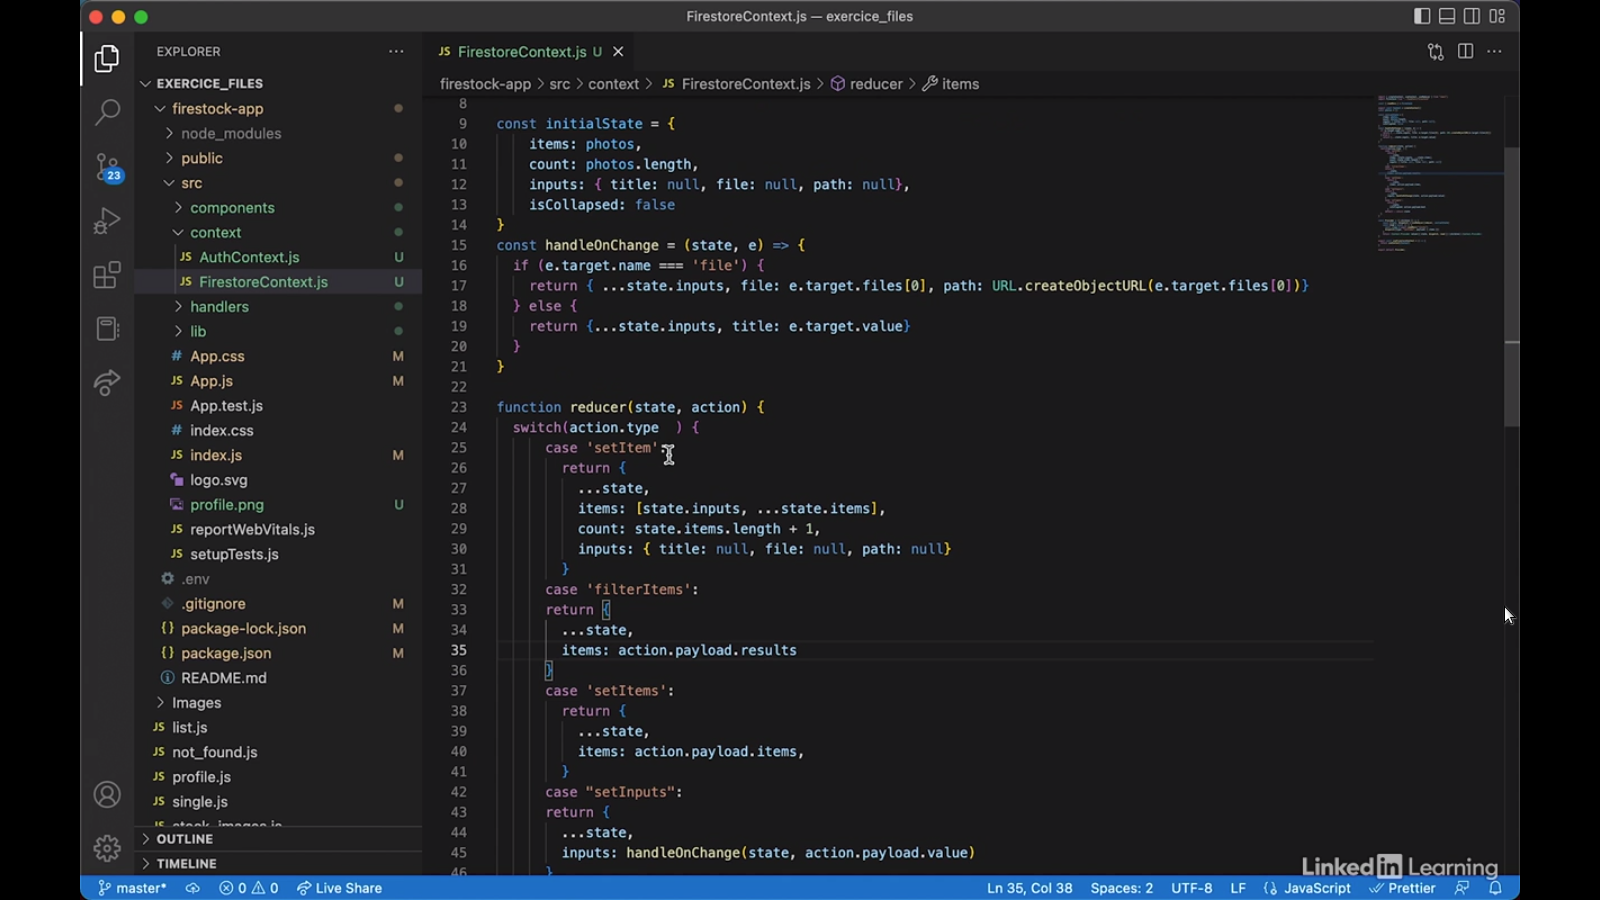 FirestoreContext.js — exercice_files
EXPLORER
JS FirestoreContext.js U
EXERCICE_FILES
firestock-app > src > context > JS FirestoreContext.js > reducer > items
firestock-app
node_modules
public
23
src
components
context
JS AuthContext.js U
JS FirestoreContext.js U
handlers
lib
# App.css M
JS App.js M
JS App.test.js
# index.css
JS index.js M
logo.svg
profile.png U
JS reportWebVitals.js
JS setupTests.js
.env
.gitignore M
{} package-lock.json M
{} package.json M
README.md
Images
JS list.js
JS not_found.js
JS profile.js
JS single.js
JS stock_images.js
OUTLINE
TIMELINE
8
9 const initialState = {
10 items: photos,
11 count: photos.length,
12 inputs: { title: null, file: null, path: null},
13 isCollapsed: false
14 }
15 const handleOnChange = (state, e) => {
16 if (e.target.name === 'file') {
17 return { ...state.inputs, file: e.target.files[0], path: URL.createObjectURL(e.target.files[0])}
18 } else {
19 return {...state.inputs, title: e.target.value}
20 }
21 }
22
23 function reducer(state, action) {
24 switch(action.type ) {
25 case 'setItem':
26 return {
27 ...state,
28 items: [state.inputs, ...state.items],
29 count: state.items.length + 1,
30 inputs: { title: null, file: null, path: null}
31 }
32 case 'filterItems':
33 return {
34 ...state,
35 items: action.payload.results
36 }
37 case 'setItems':
38 return {
39 ...state,
40 items: action.payload.items,
41 }
42 case "setInputs":
43 return {
44 ...state,
45 inputs: handleOnChange(state, action.payload.value)
46 }
LinkedIn Learning
master* 0 0 Live Share Ln 35, Col 38 Spaces: 2 UTF-8 LF {} JavaScript Prettier